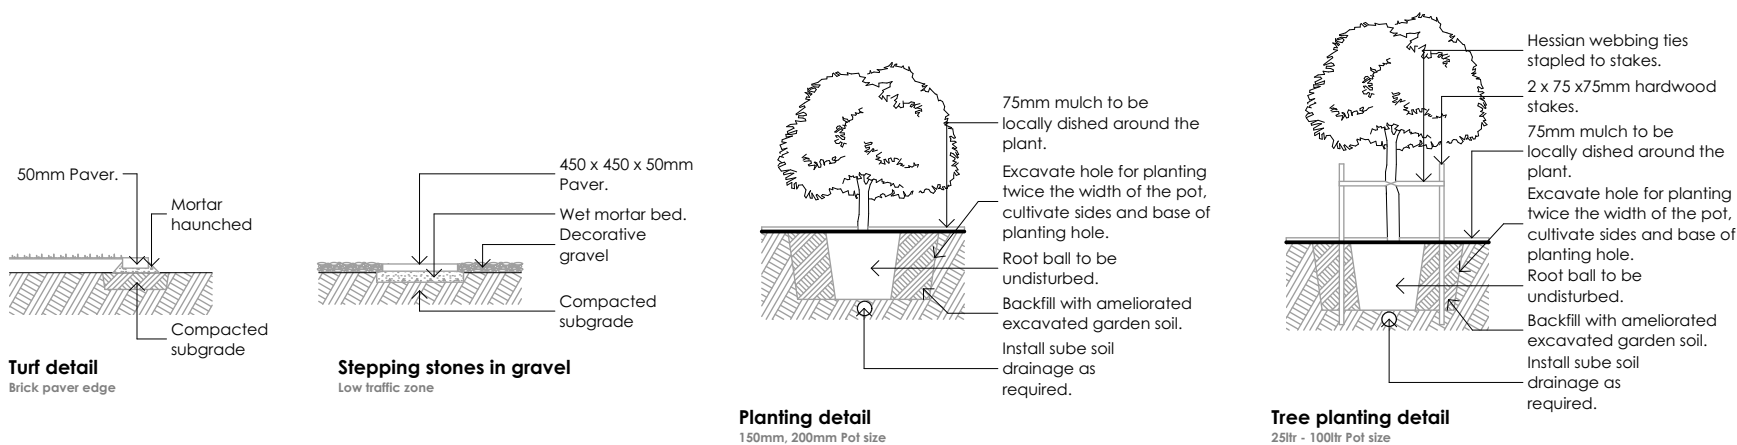 50mm Paver.
Mortar
haunched
Compacted
subgrade
Turf detail
Brick paver edge
450 x 450 x 50mm
Paver.
Wet mortar bed.
Decorative
gravel
Compacted
subgrade
Stepping stones in gravel
Low traffic zone
75mm mulch to be
locally dished around the
plant.
Excavate hole for planting
twice the width of the pot,
cultivate sides and base of
planting hole.
Root ball to be
undisturbed.
Backfill with ameliorated
excavated garden soil.
Install sube soil
drainage as
required.
Planting detail
150mm, 200mm Pot size
Hessian webbing ties
stapled to stakes.
2 x 75 x75mm hardwood
stakes.
75mm mulch to be
locally dished around the
plant.
Excavate hole for planting
twice the width of the pot,
cultivate sides and base of
planting hole.
Root ball to be
undisturbed.
Backfill with ameliorated
excavated garden soil.
Install sube soil
drainage as
required.
Tree planting detail
25ltr - 100ltr Pot size